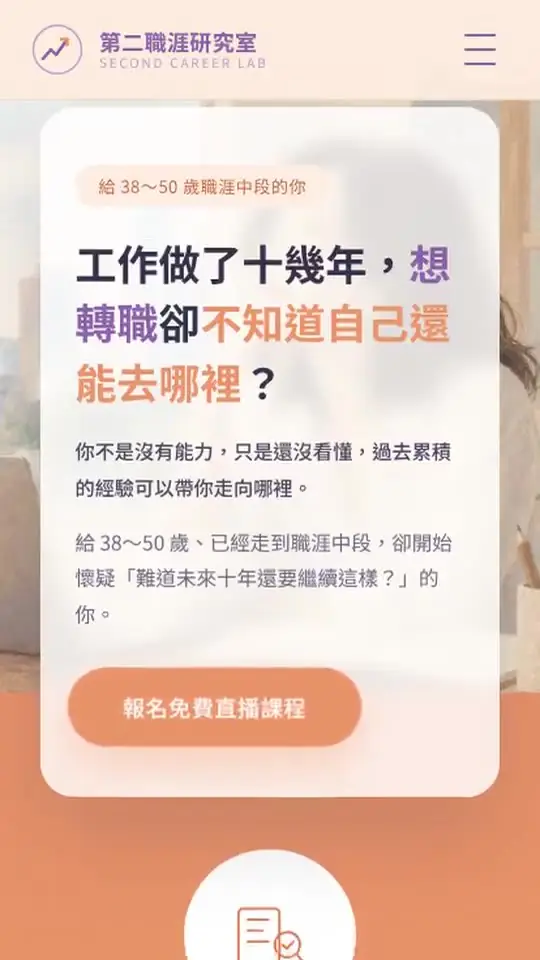 第二職涯研究室
SECOND CAREER LAB
給 38～50 歲職涯中段的你
工作做了十幾年，想
轉職卻不知道自己還
能去哪裡？
你不是沒有能力，只是還沒看懂，過去累積
的經驗可以帶你走向哪裡。
給 38～50 歲、已經走到職涯中段，卻開始
懷疑「難道未來十年還要繼續這樣？」的
你。
報名免費直播課程